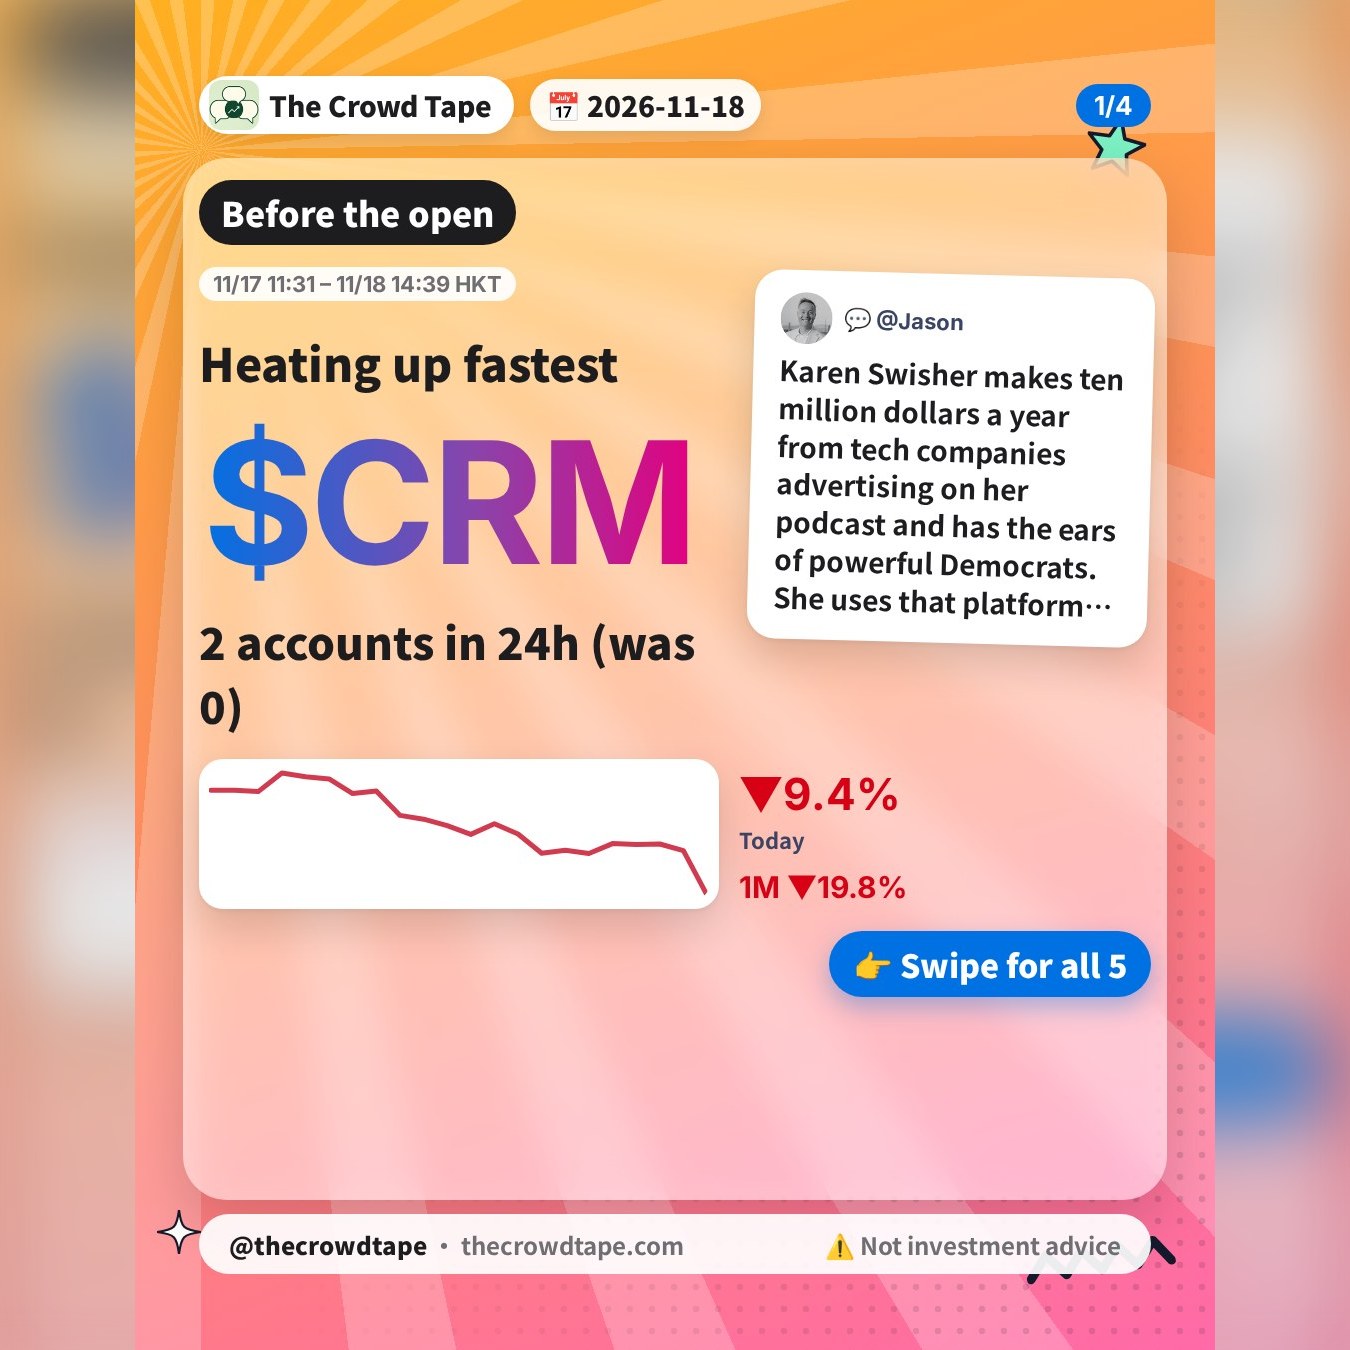 The Crowd Tape
July
17
2026-11-18
1/4
Before the open
11/17 11:31 – 11/18 14:39 HKT
Heating up fastest
$CRM
2 accounts in 24h (was
0)
@Jason
Karen Swisher makes ten
million dollars a year
from tech companies
advertising on her
podcast and has the ears
of powerful Democrats.
She uses that platform…
▼9.4%
Today
1M ▼19.8%
👉 Swipe for all 5
@thecrowdtape • thecrowdtape.com
⚠️ Not investment advice